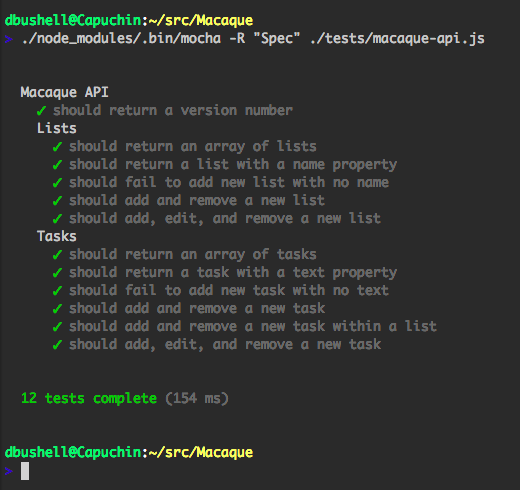 dbushell@Capuchin:~/src/Macaque
» ./node_modules/.bin/mocha -R "Spec" ./tests/macaque-api.js
Macaque API
✓ should return a version number
Lists
✓ should return an array of lists
✓ should return a list with a name property
✓ should fail to add new list with no name
✓ should add and remove a new list
✓ should add, edit, and remove a new list
Tasks
✓ should return an array of tasks
✓ should return a task with a text property
✓ should fail to add new task with no text
✓ should add and remove a new task
✓ should add and remove a new task within a list
✓ should add, edit, and remove a new task
12 tests complete (154 ms)
dbushell@Capuchin:~/src/Macaque
»